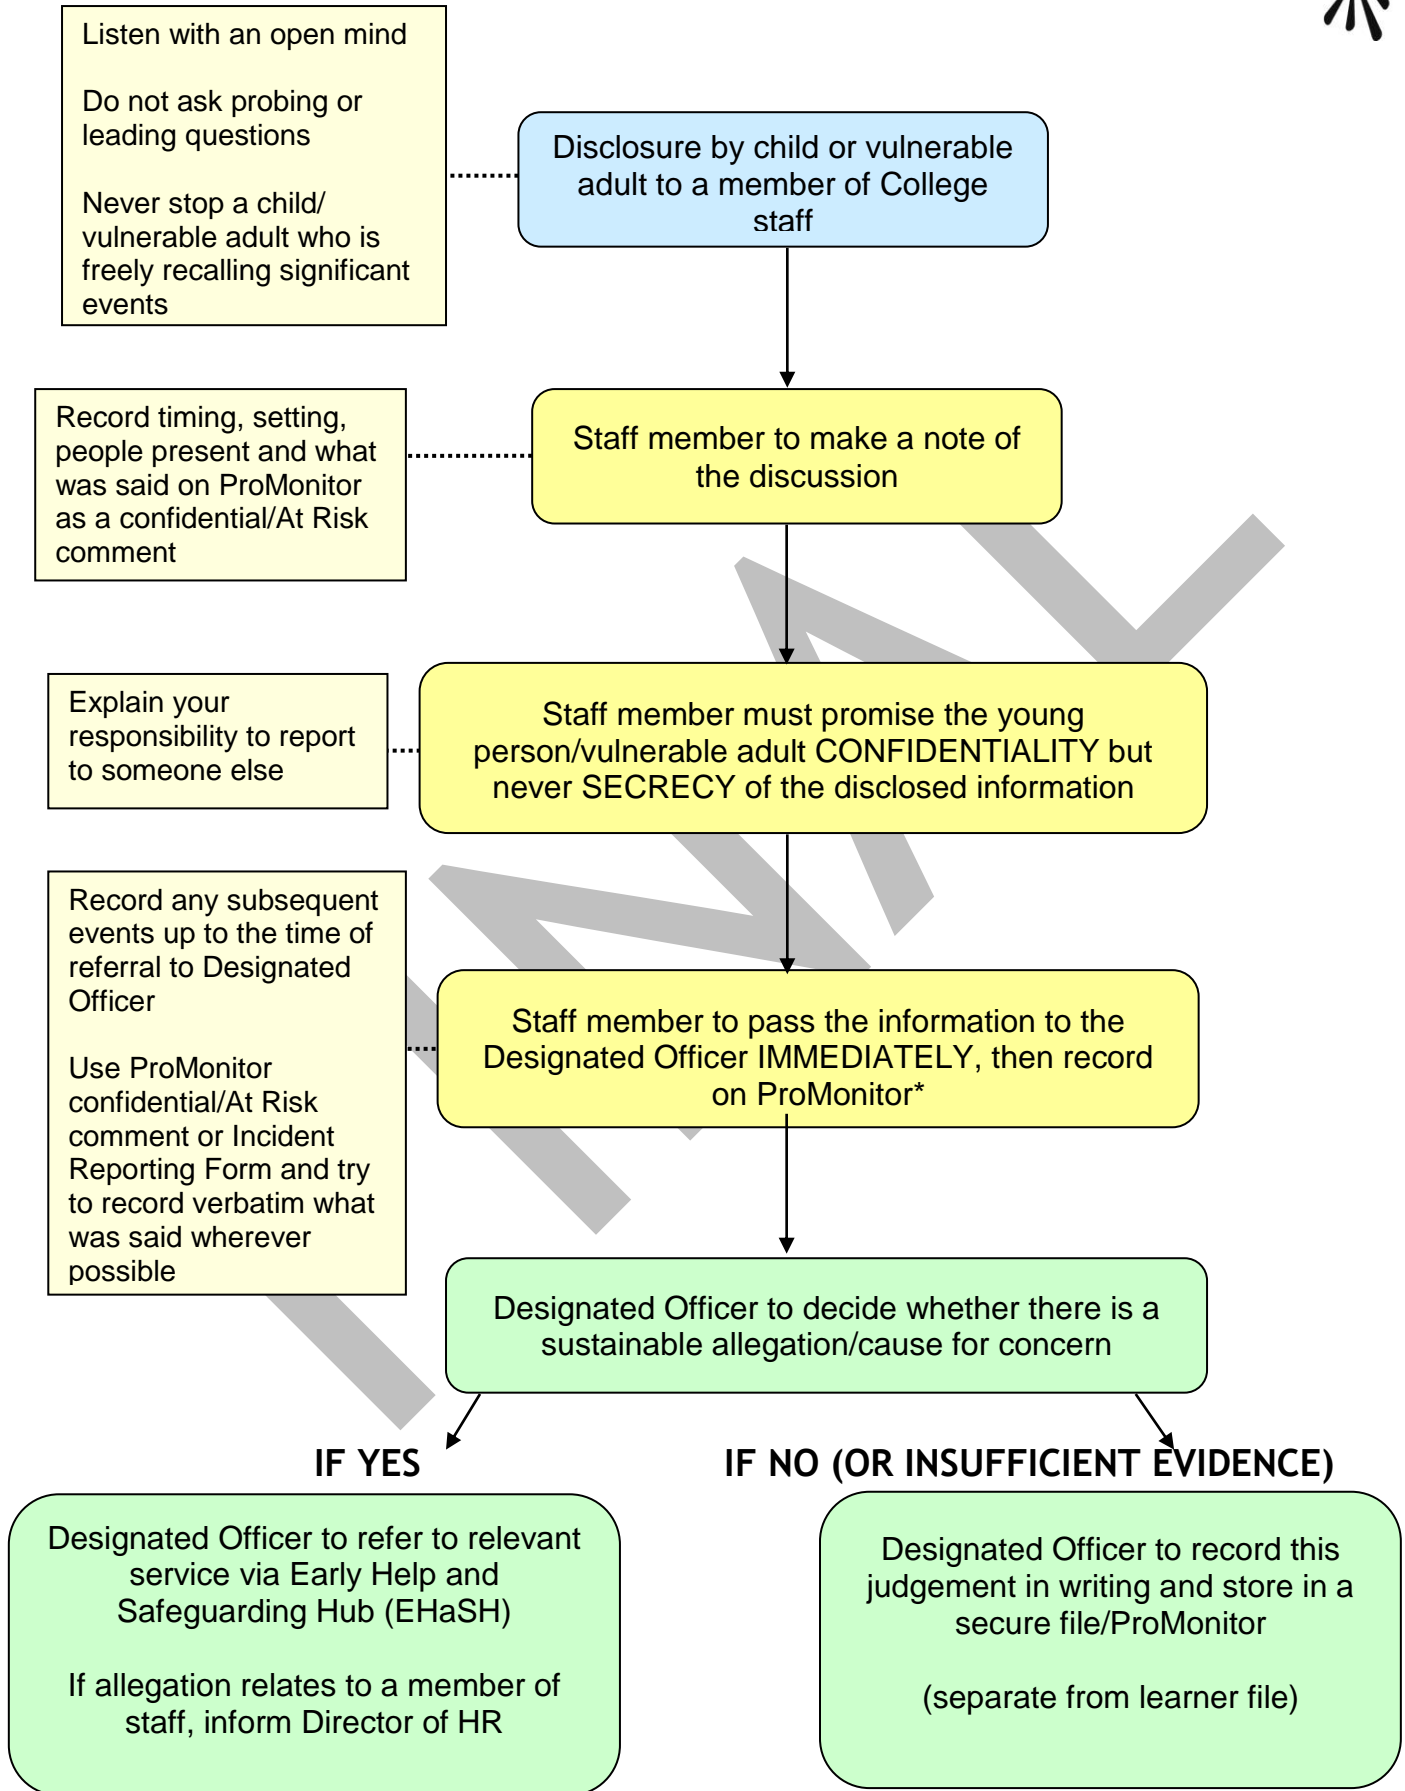 Listen with an open mind
Do not ask probing or
leading questions
Never stop a child/
vulnerable adult who is
freely recalling significant
events
Disclosure by child or vulnerable
adult to a member of College
staff
Record timing, setting,
people present and what
was said on ProMonitor
as a confidential/At Risk
comment
Staff member to make a note of
the discussion
Explain your
responsibility to report
to someone else
Staff member must promise the young
person/vulnerable adult CONFIDENTIALITY but
never SECRECY of the disclosed information
Record any subsequent
events up to the time of
referral to Designated
Officer
Use ProMonitor
confidential/At Risk
comment or Incident
Reporting Form and try
to record verbatim what
was said wherever
possible
Staff member to pass the information to the
Designated Officer IMMEDIATELY, then record
on ProMonitor*
Designated Officer to decide whether there is a
sustainable allegation/cause for concern
IF YES
IF NO (OR INSUFFICIENT EVIDENCE)
Designated Officer to refer to relevant
service via Early Help and
Safeguarding Hub (EHaSH)
If allegation relates to a member of
staff, inform Director of HR
Designated Officer to record this
judgement in writing and store in a
secure file/ProMonitor
(separate from learner file)